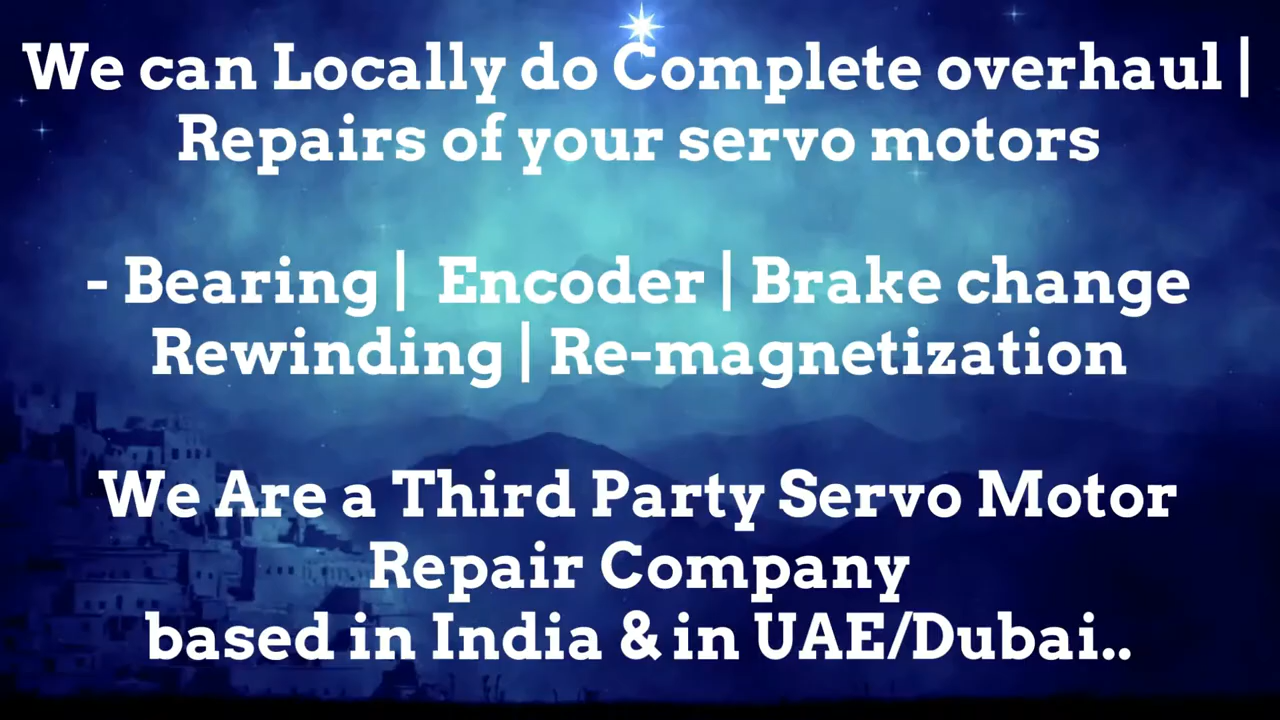 We can Locally do Complete overhaul |
Repairs of your servo motors
- Bearing | Encoder | Brake change
Rewinding | Re-magnetization
We Are a Third Party Servo Motor
Repair Company
based in India & in UAE/Dubai..